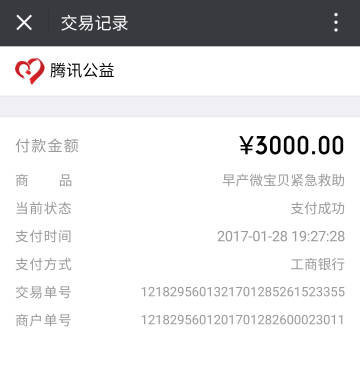 交易记录
腾讯公益
付款金额 ¥3000.00
商品 早产微宝贝紧急救助
当前状态 支付成功
支付时间 2017-01-28 19:27:28
支付方式 工商银行
交易单号 1218295601321701285261523355
商户单号 1218295601201701282600023011